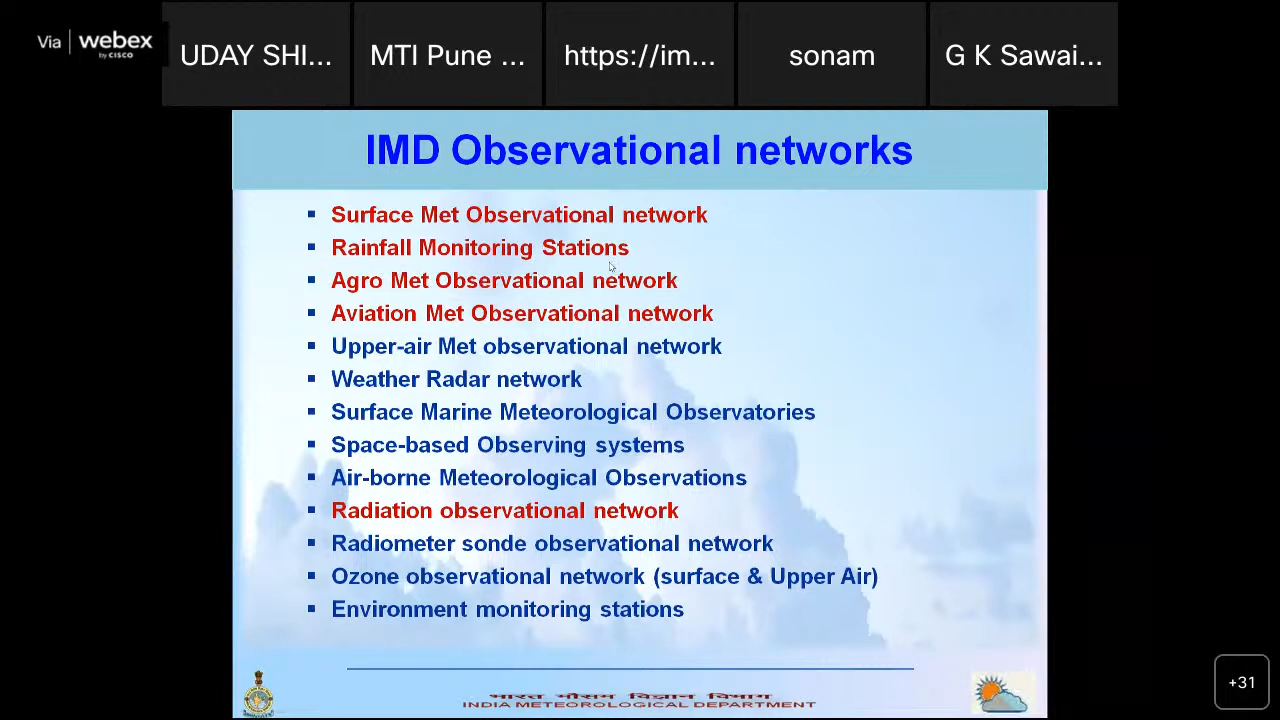 Via webex
by CISCO
UDAY SHI...
MTI Pune ...
https://im...
sonam
G K Sawai...
IMD Observational networks
▪ Surface Met Observational network
▪ Rainfall Monitoring Stations
▪ Agro Met Observational network
▪ Aviation Met Observational network
▪ Upper-air Met observational network
▪ Weather Radar network
▪ Surface Marine Meteorological Observatories
▪ Space-based Observing systems
▪ Air-borne Meteorological Observations
▪ Radiation observational network
▪ Radiometer sonde observational network
▪ Ozone observational network (surface & Upper Air)
▪ Environment monitoring stations
भारत मौसम विज्ञान विभाग
INDIA METEOROLOGICAL DEPARTMENT
+31